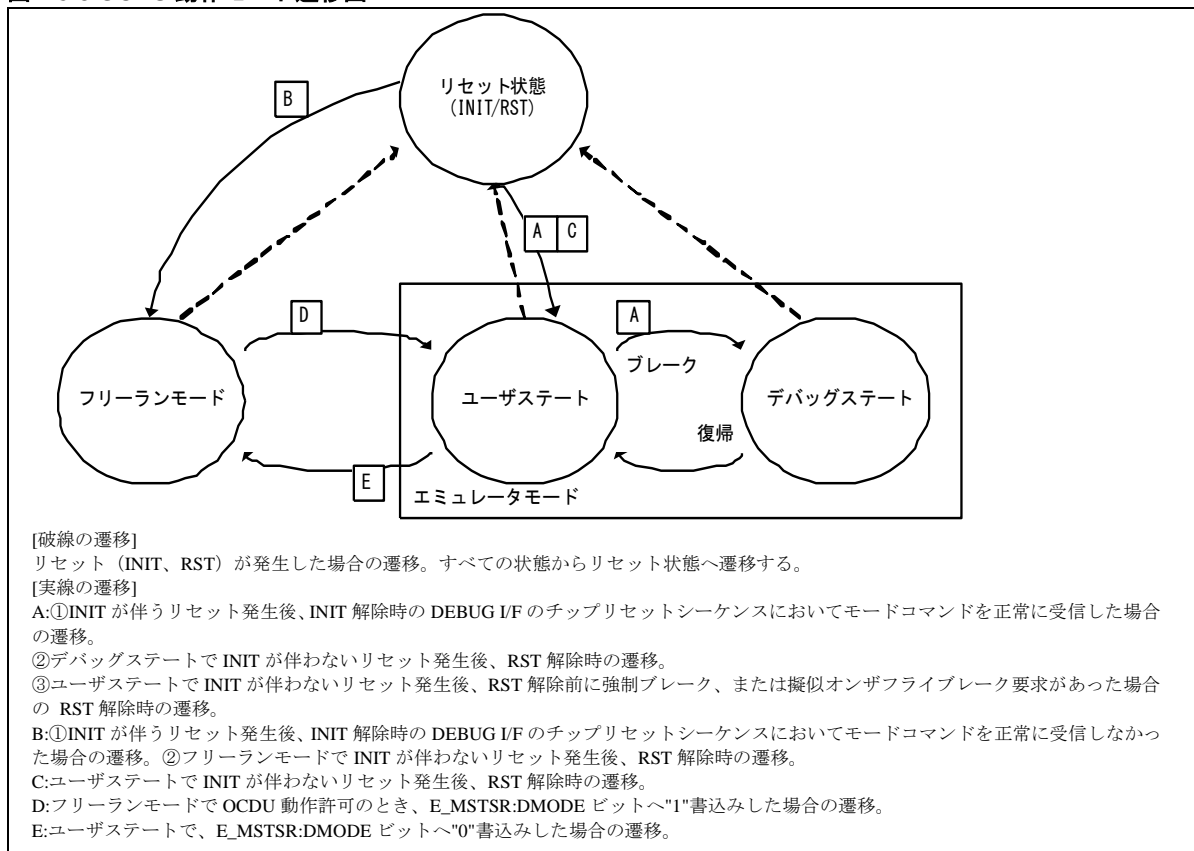 B
リセット状態
(INIT/RST)
A C
D
A
ブレーク
フリーランモード
ユーザステート
デバッグステート
復帰
E
エミュレータモード
[破線の遷移]
リセット（INIT、RST）が発生した場合の遷移。すべての状態からリセット状態へ遷移する。
[実線の遷移]
A:①INIT が伴うリセット発生後、INIT 解除時の DEBUG I/F のチップリセットシーケンスにおいてモードコマンドを正常に受信した場合
の遷移。
②デバッグステートで INIT が伴わないリセット発生後、RST 解除時の遷移。
③ユーザステートで INIT が伴わないリセット発生後、RST 解除前に強制ブレーク、または擬似オンザフライブレーク要求があった場合
の RST 解除時の遷移。
B:①INIT が伴うリセット発生後、INIT 解除時の DEBUG I/F のチップリセットシーケンスにおいてモードコマンドを正常に受信しなかっ
た場合の遷移。②フリーランモードで INIT が伴わないリセット発生後、RST 解除時の遷移。
C:ユーザステートで INIT が伴わないリセット発生後、RST 解除時の遷移。
D:フリーランモードで OCDU 動作許可のとき、E_MSTSR:DMODE ビットへ"1"書込みした場合の遷移。
E:ユーザステートで、E_MSTSR:DMODE ビットへ"0"書込みした場合の遷移。